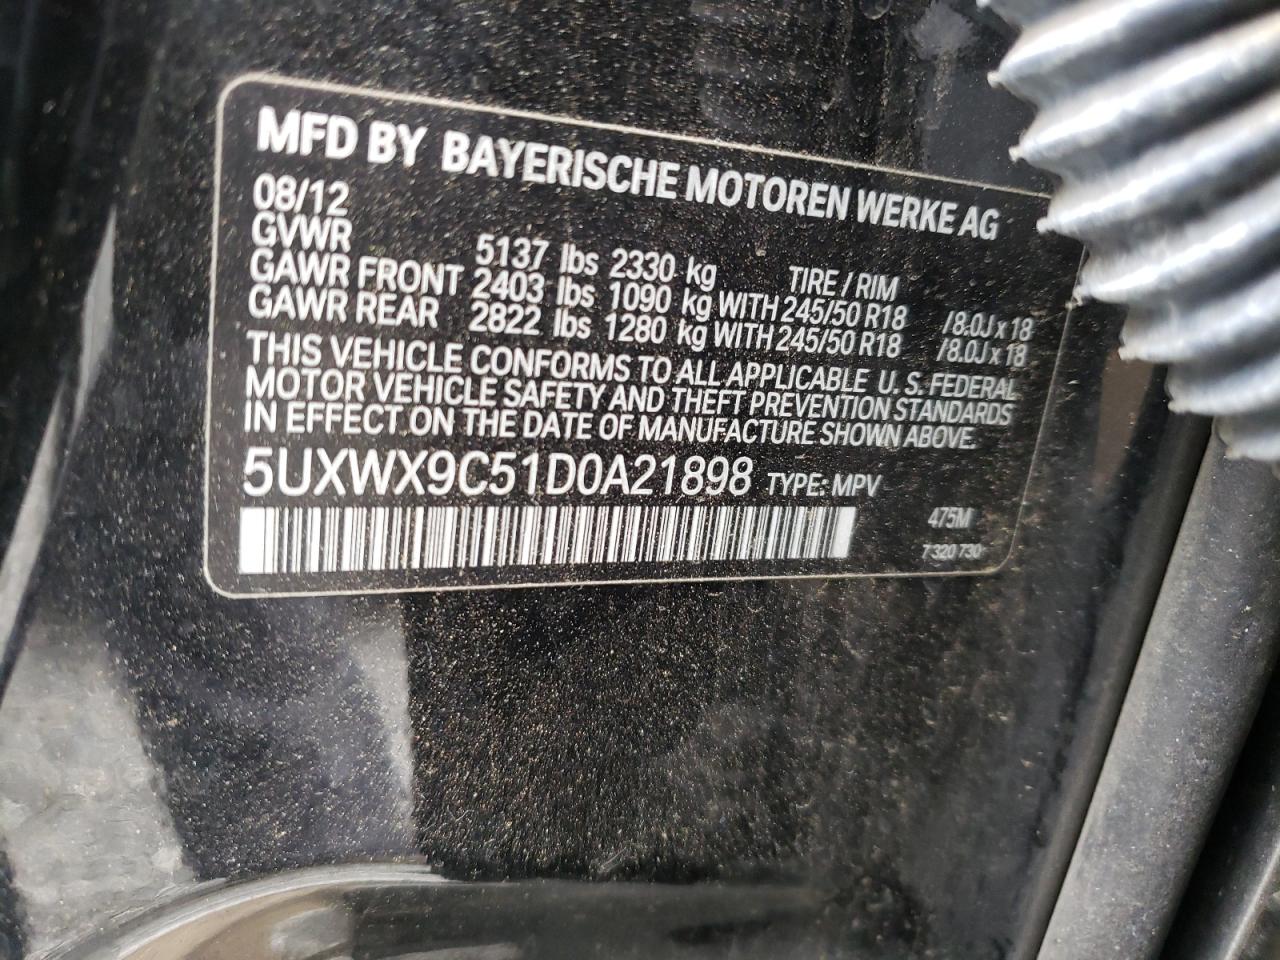 MFD BY BAYERISCHE MOTOREN WERKE AG
08/12
GVWR 5137 lbs 2330 kg TIRE / RIM
GAWR FRONT 2403 lbs 1090 kg WITH 245/50 R18 /8.0J x 18
GAWR REAR 2822 lbs 1280 kg WITH 245/50 R18 /8.0J x 18
THIS VEHICLE CONFORMS TO ALL APPLICABLE U. S. FEDERAL
MOTOR VEHICLE SAFETY AND THEFT PREVENTION STANDARDS
IN EFFECT ON THE DATE OF MANUFACTURE SHOWN ABOVE.
5UXWX9C51D0A21898 TYPE: MPV
475M
7 320 730